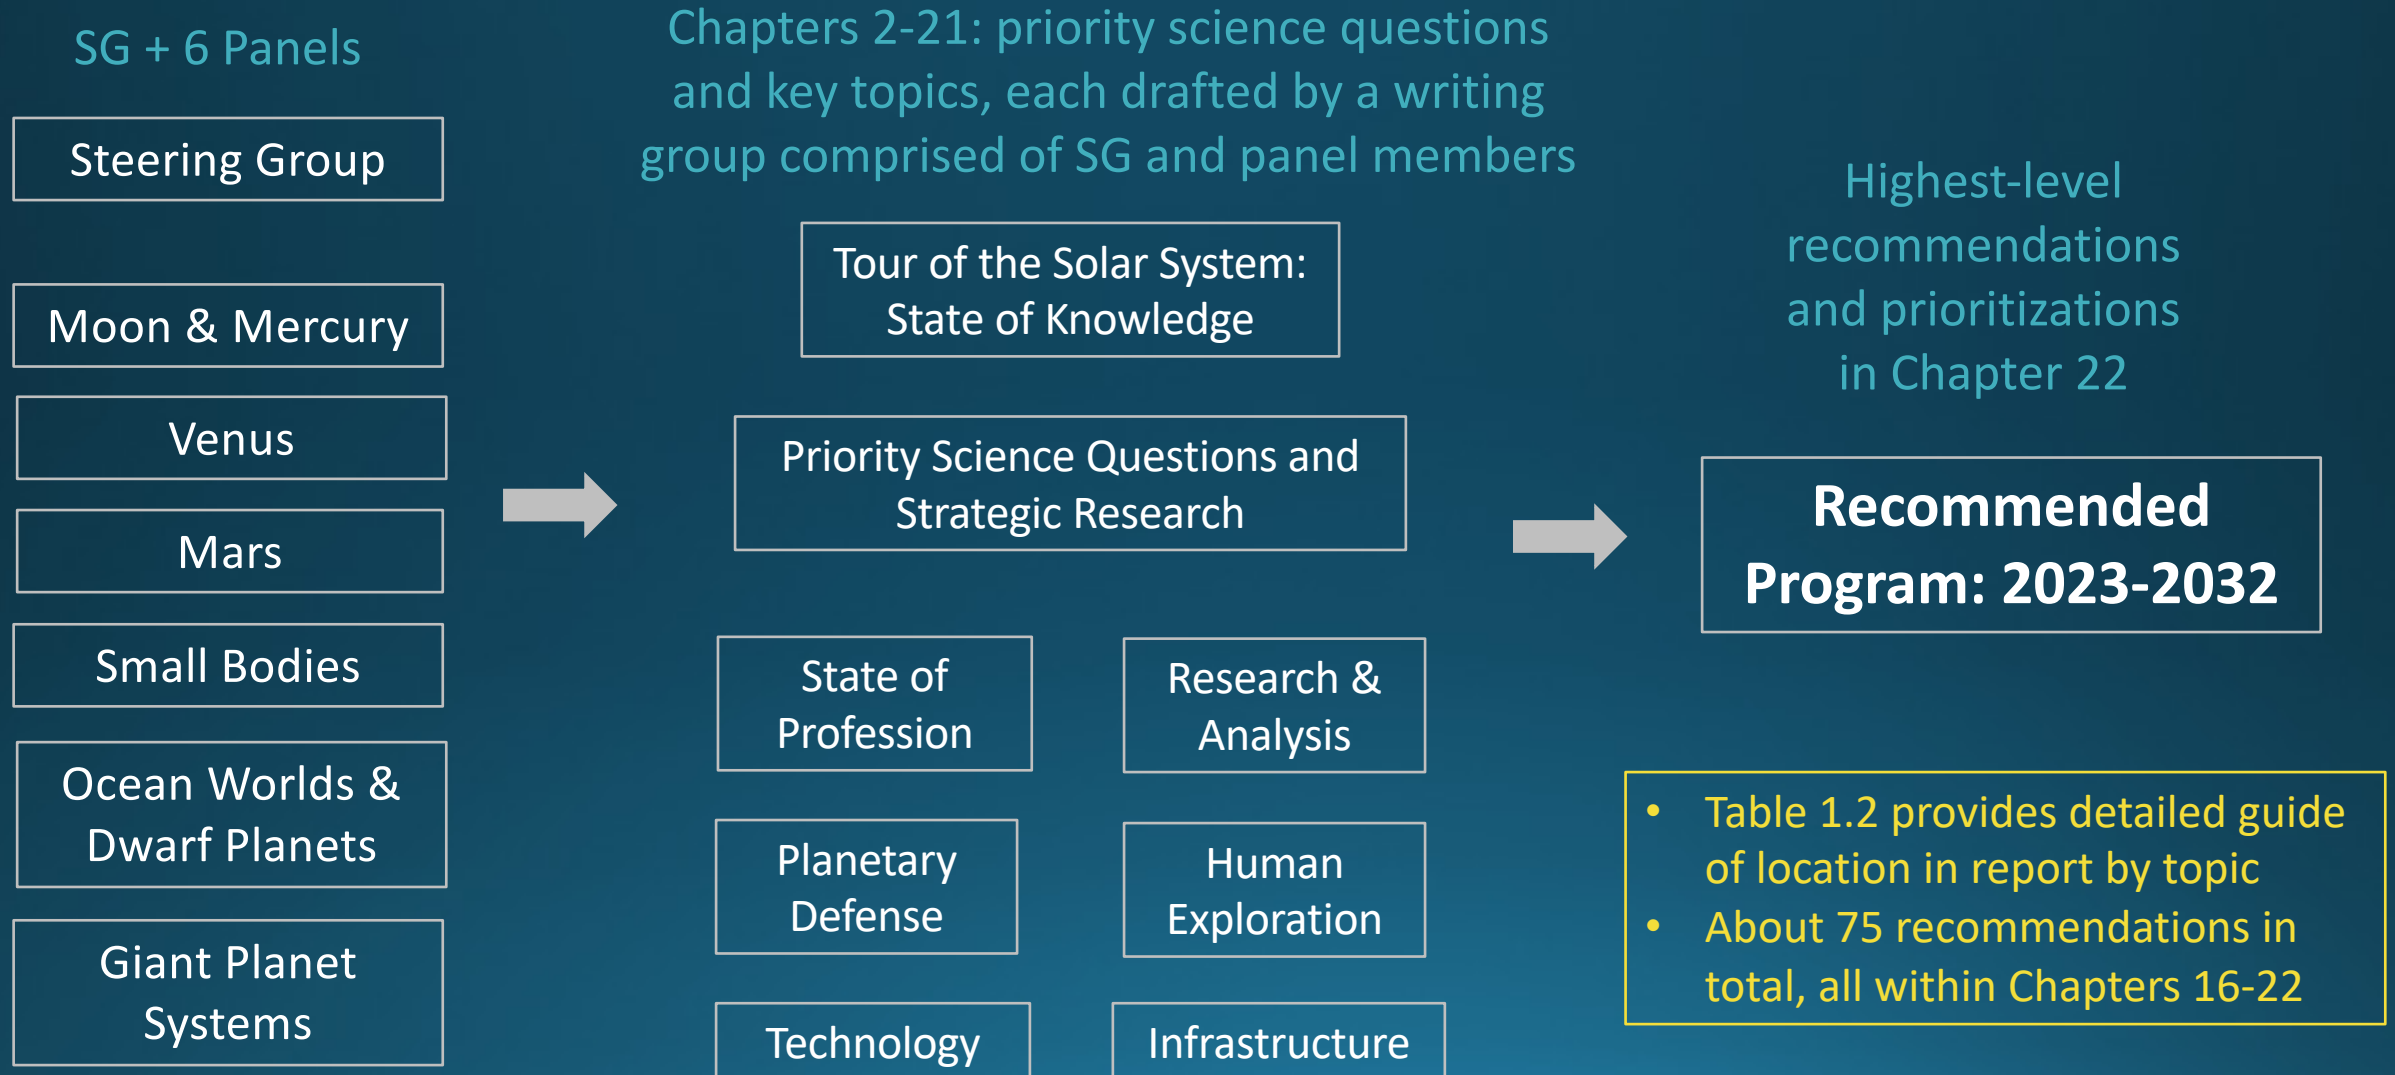 SG + 6 Panels
Steering Group
Moon & Mercury
Venus
Mars
Small Bodies
Ocean Worlds &
Dwarf Planets
Giant Planet
Systems
Chapters 2-21: priority science questions
and key topics, each drafted by a writing
group comprised of SG and panel members
Tour of the Solar System:
State of Knowledge
Priority Science Questions and
Strategic Research
State of
Profession
Research &
Analysis
Planetary
Defense
Human
Exploration
Technology
Infrastructure
Highest-level
recommendations
and prioritizations
in Chapter 22
Recommended
Program: 2023-2032
• Table 1.2 provides detailed guide
of location in report by topic
• About 75 recommendations in
total, all within Chapters 16-22